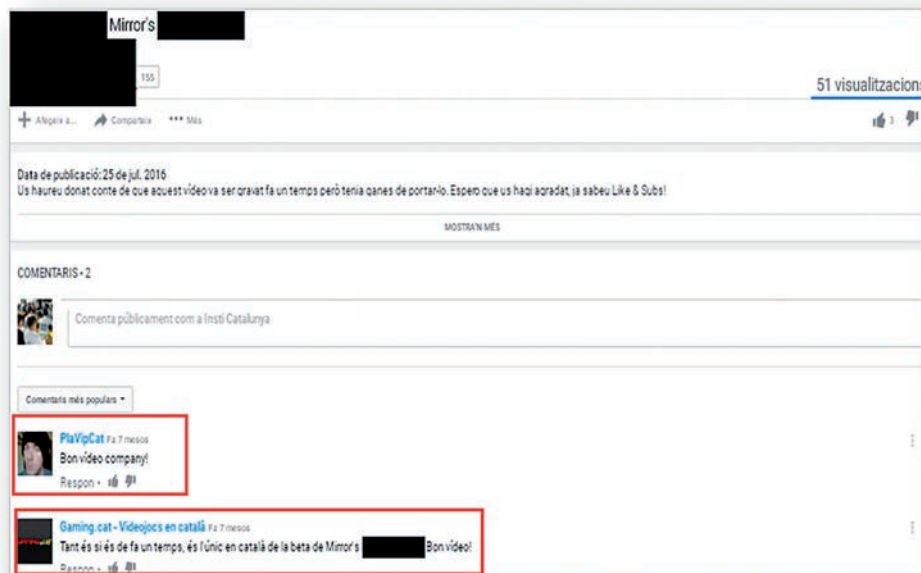 Mirror's
155
51 visualitzacions
Afegeix a... Comparteix Més
3
Data de publicació: 25 de jul. 2016
Us haureu donat conte de que aquest vídeo va ser gravat fa un temps però tenia ganes de portar-lo. Espero que us hagi agradat, ja sabeu Like & Subs!
MOSTRA'N MÉS
COMENTARIS • 2
Comenta públicament com a Insti Catalunya
Comentaris més populars
PlaVipCat Fa 7 mesos
Bon vídeo company!
Respon •
Gaming.cat - Videojocs en català Fa 7 mesos
Tant és si és de fa un temps, és l'únic en català de la beta de Mirror's Bon vídeo!
Respon •